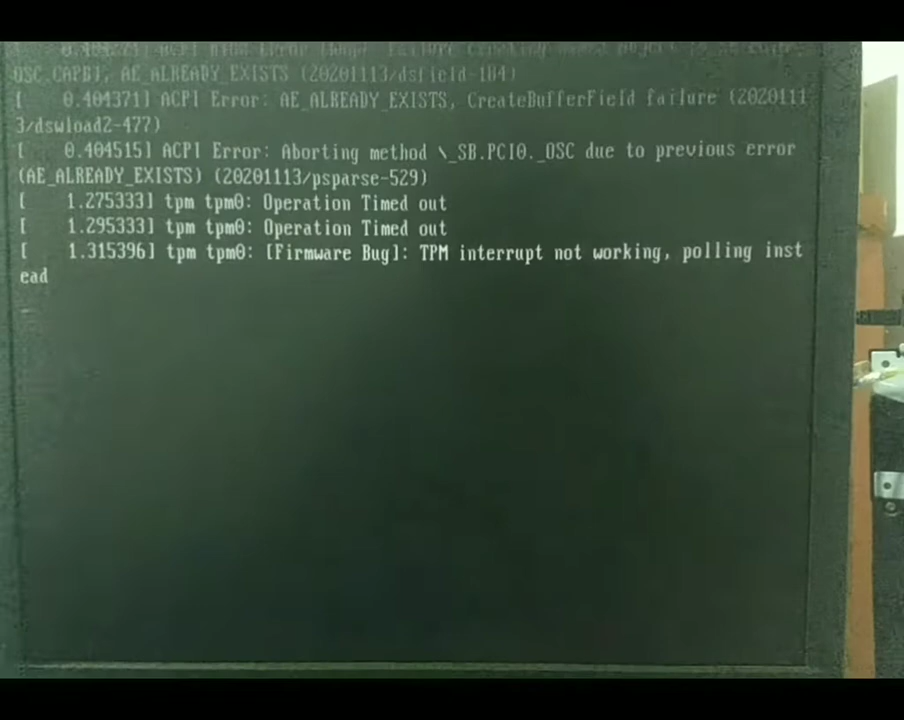 OSC.CAPB], AE_ALREADY_EXISTS (20201113/dsfield-184)
[    0.404371] ACPI Error: AE_ALREADY_EXISTS, CreateBufferField failure (2020111
3/dswload2-477)
[    0.404515] ACPI Error: Aborting method \_SB.PCI0._OSC due to previous error
(AE_ALREADY_EXISTS) (20201113/psparse-529)
[    1.275333] tpm tpm0: Operation Timed out
[    1.295333] tpm tpm0: Operation Timed out
[    1.315396] tpm tpm0: [Firmware Bug]: TPM interrupt not working, polling inst
ead